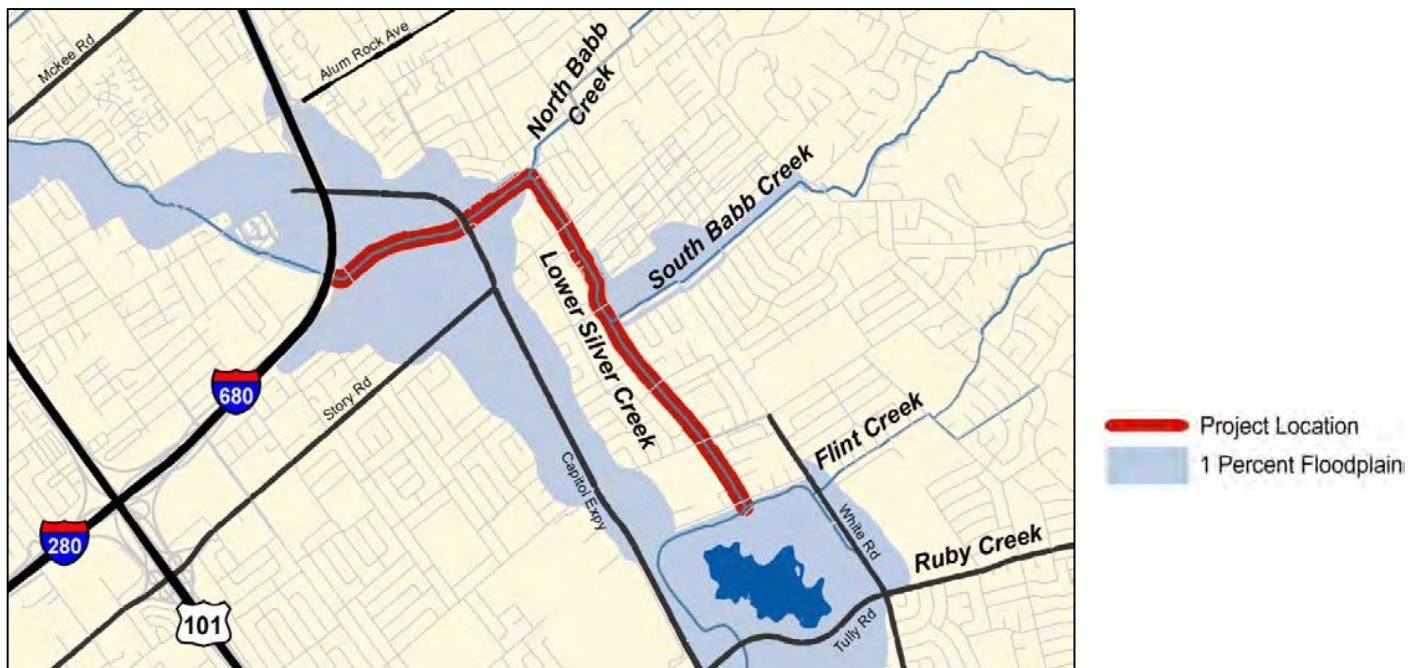 Mckee Rd
Alum Rock Ave
North Babb
Creek
South Babb Creek
Lower Silver Creek
680
Story Rd
Capitol Expy
Flint Creek
White Rd
Ruby Creek
Tully Rd
280
101
Project Location
1 Percent Floodplain